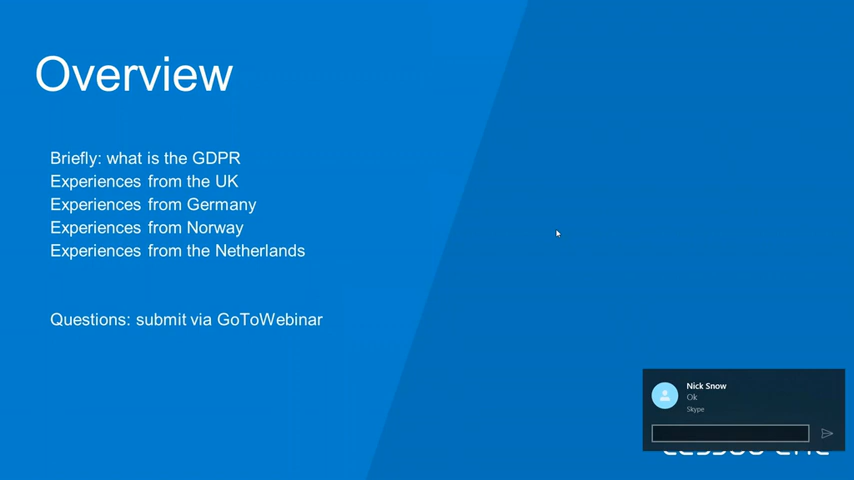 Overview
Briefly: what is the GDPR
Experiences from the UK
Experiences from Germany
Experiences from Norway
Experiences from the Netherlands
Questions: submit via GoToWebinar
Nick Snow
Ok
Skype